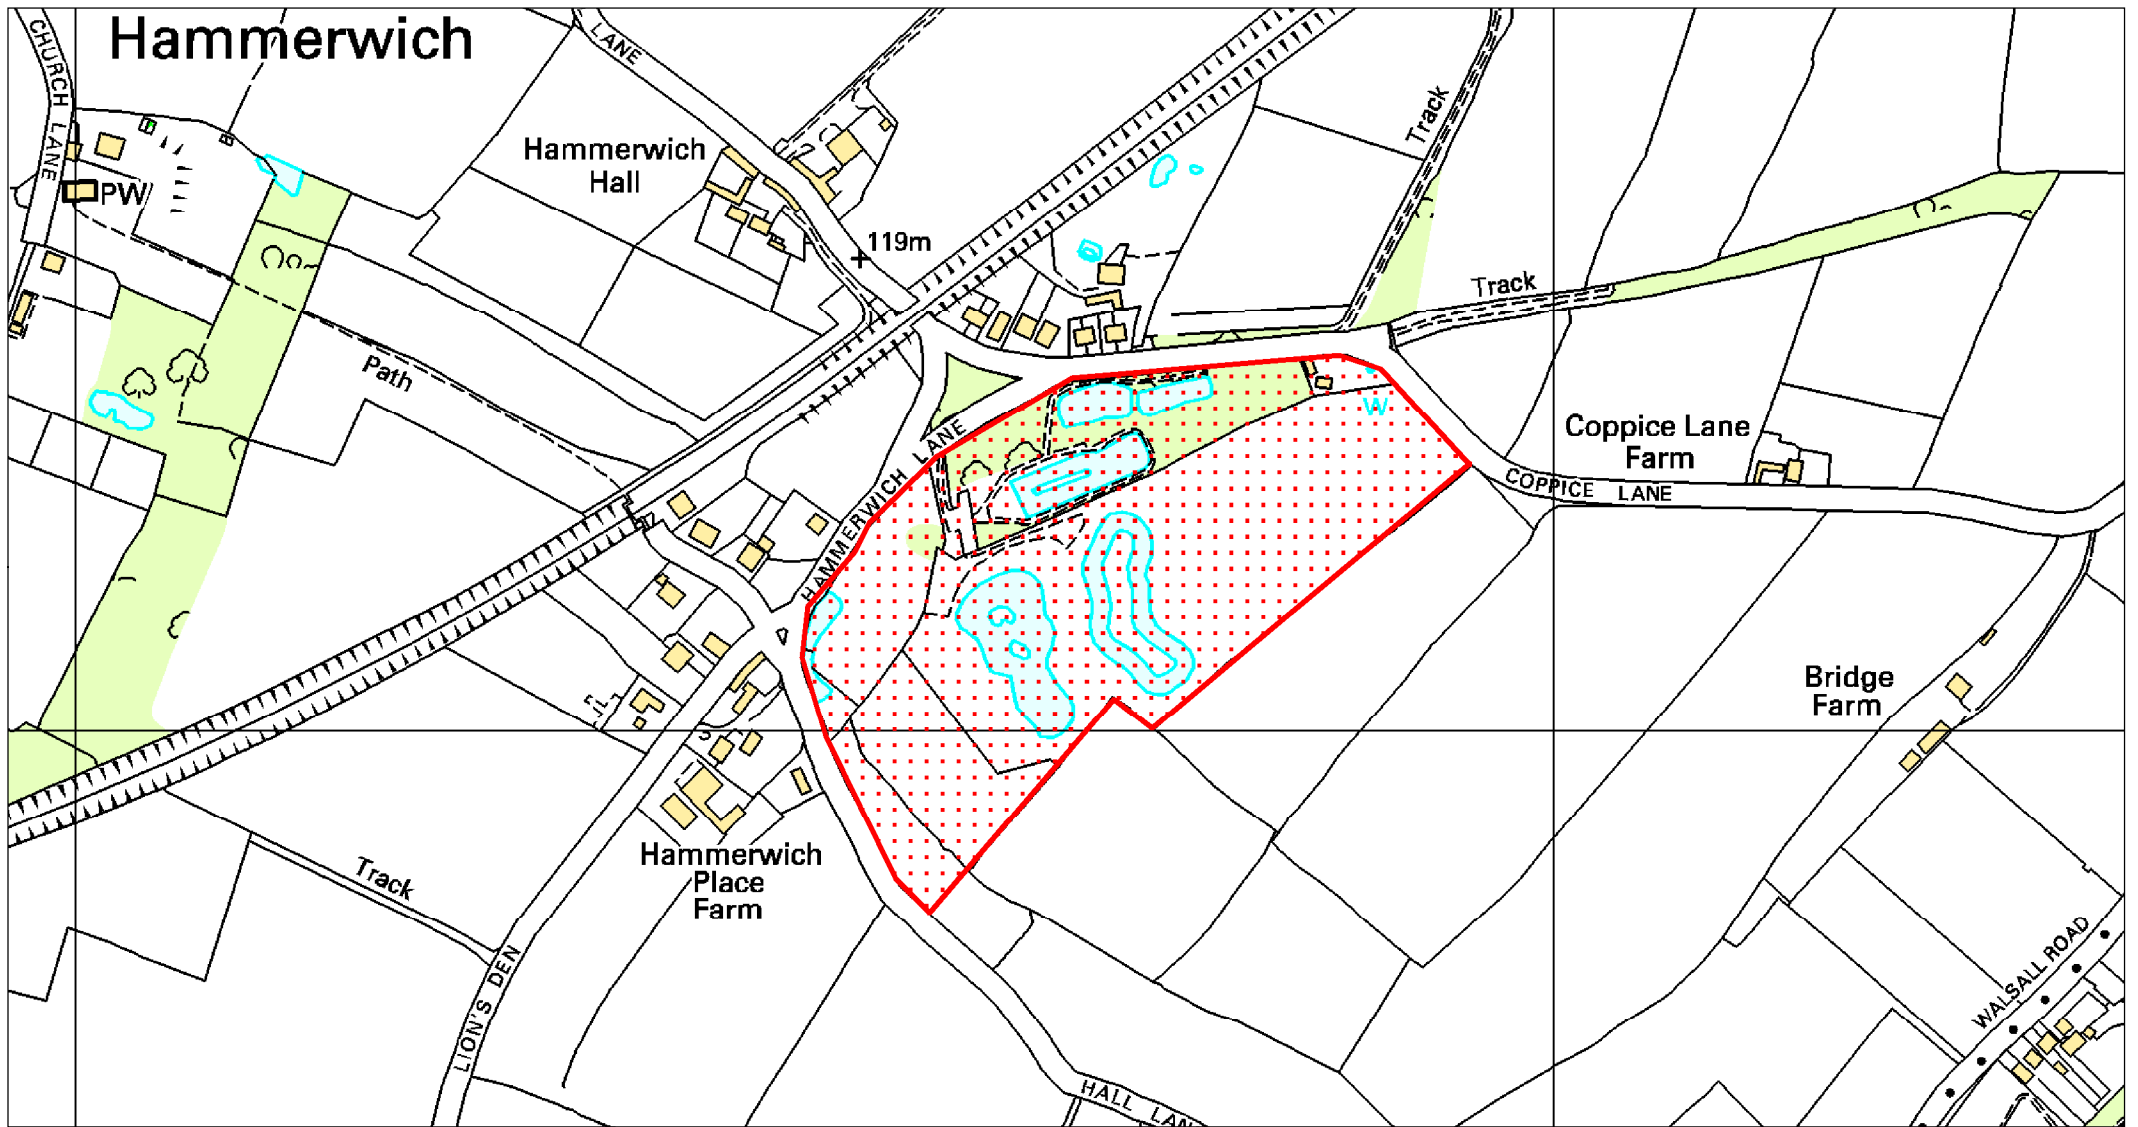 Hammerwich
CHURCH LANE
LANE
PW
Hammerwich
Hall
119m
Track
Track
Path
HAMMERWICH LANE
W
Coppice Lane
Farm
COPPICE LANE
Bridge
Farm
Hammerwich
Place
Farm
Track
LION'S DEN
HALL LAN
WALSALL ROAD